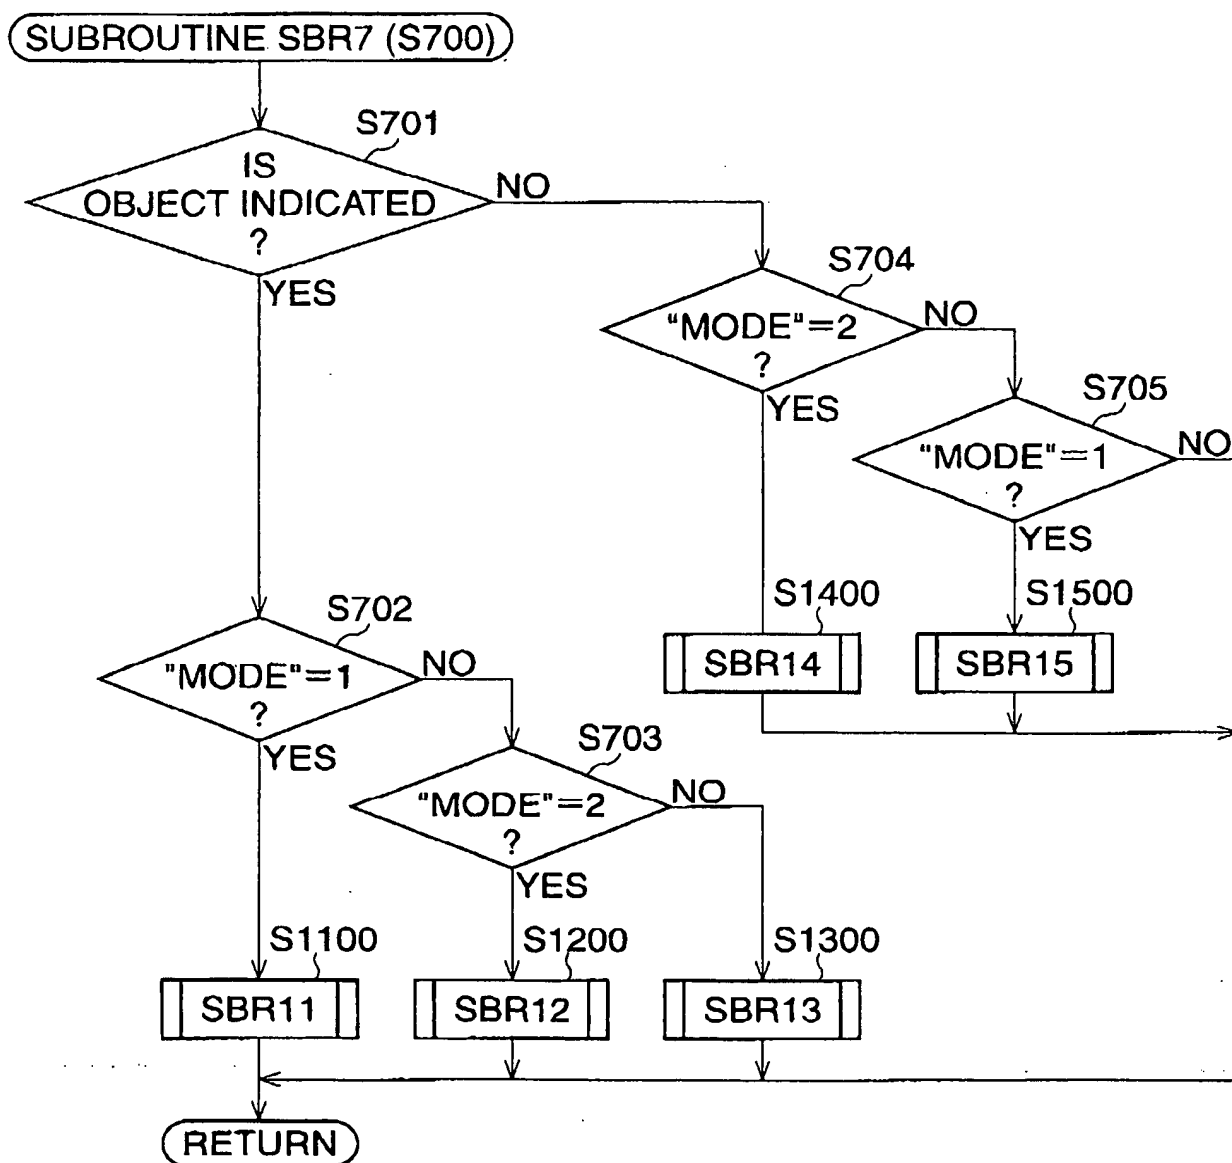 SUBROUTINE SBR7 (S700)
S701
IS
OBJECT INDICATED
?
NO
YES
S704
"MODE"=2
?
NO
YES
S705
"MODE"=1
?
NO
YES
S1400
SBR14
S1500
SBR15
S702
"MODE"=1
?
NO
YES
S703
"MODE"=2
?
NO
YES
S1100
SBR11
S1200
SBR12
S1300
SBR13
RETURN